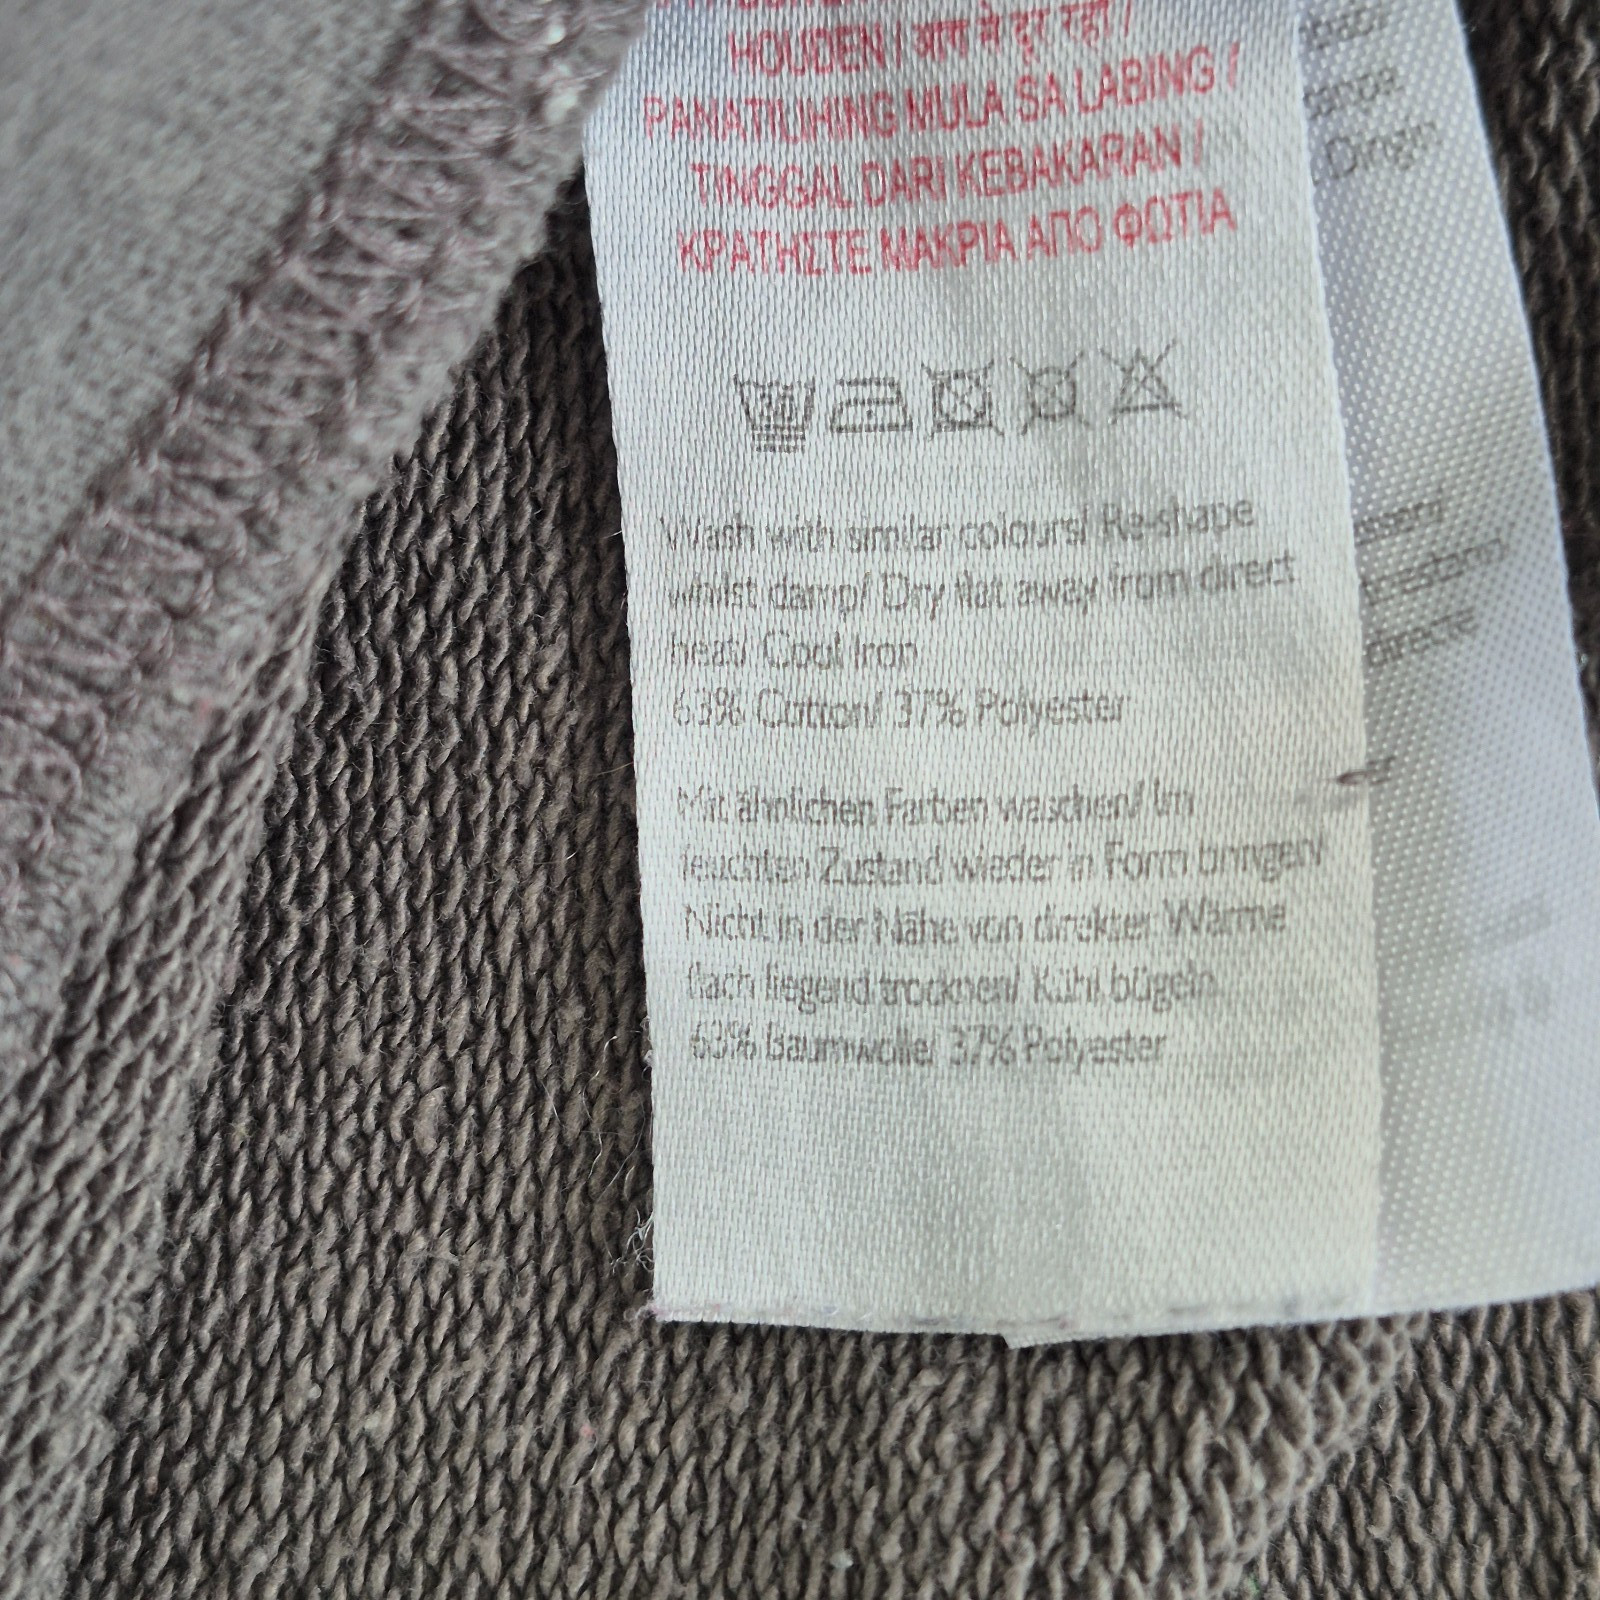 HOUDEN / आग से दूर रहों /
PANATILIHING MULA SA LABING /
TINGGAL DARI KEBAKARAN /
ΚΡΑΤΗΣΤΕ ΜΑΚΡΙΑ ΑΠΟ ΦΩΤΙΑ
30
Wash with similar colours/ Re-shape
whilst damp/ Dry flat away from direct
heat/ Cool Iron
63% Cotton/ 37% Polyester
Mit ähnlichen Farben waschen/ Im
feuchten Zustand wieder in Form bringen/
Nicht in der Nähe von direkter Wärme
flach liegend trocknen/ Kühl bügeln
63% Baumwolle/ 37% Polyester